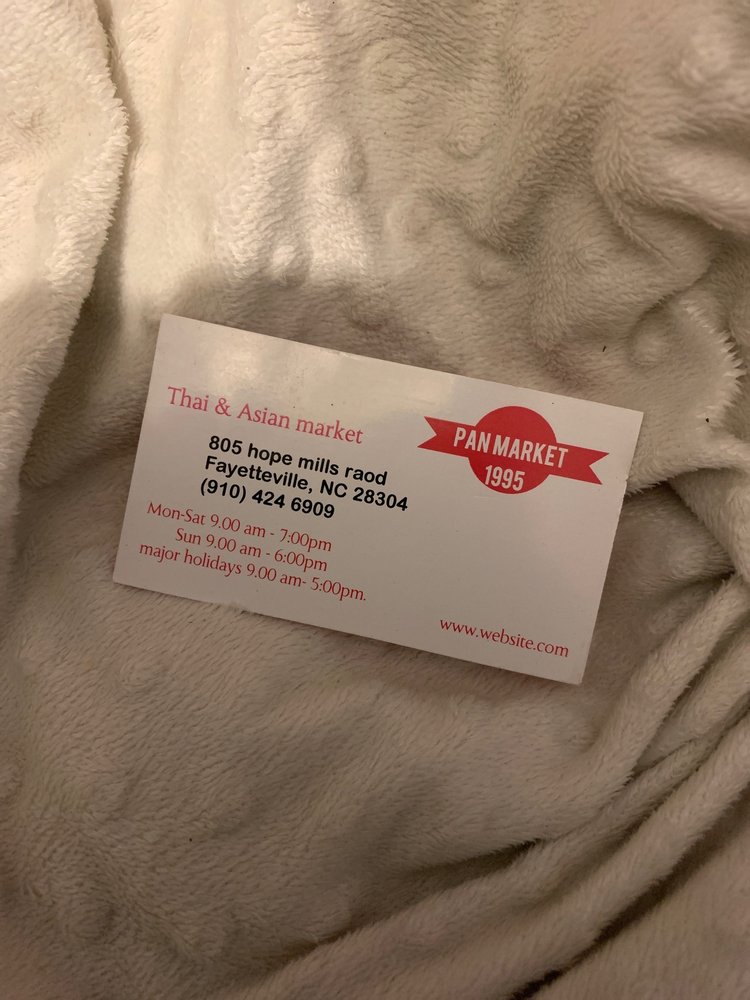 Thai & Asian market
805 hope mills raod
Fayetteville, NC 28304
(910) 424 6909
Mon-Sat 9.00 am - 7:00pm
Sun 9.00 am - 6:00pm
major holidays 9.00 am- 5:00pm.
PAN MARKET
1995
www.website.com